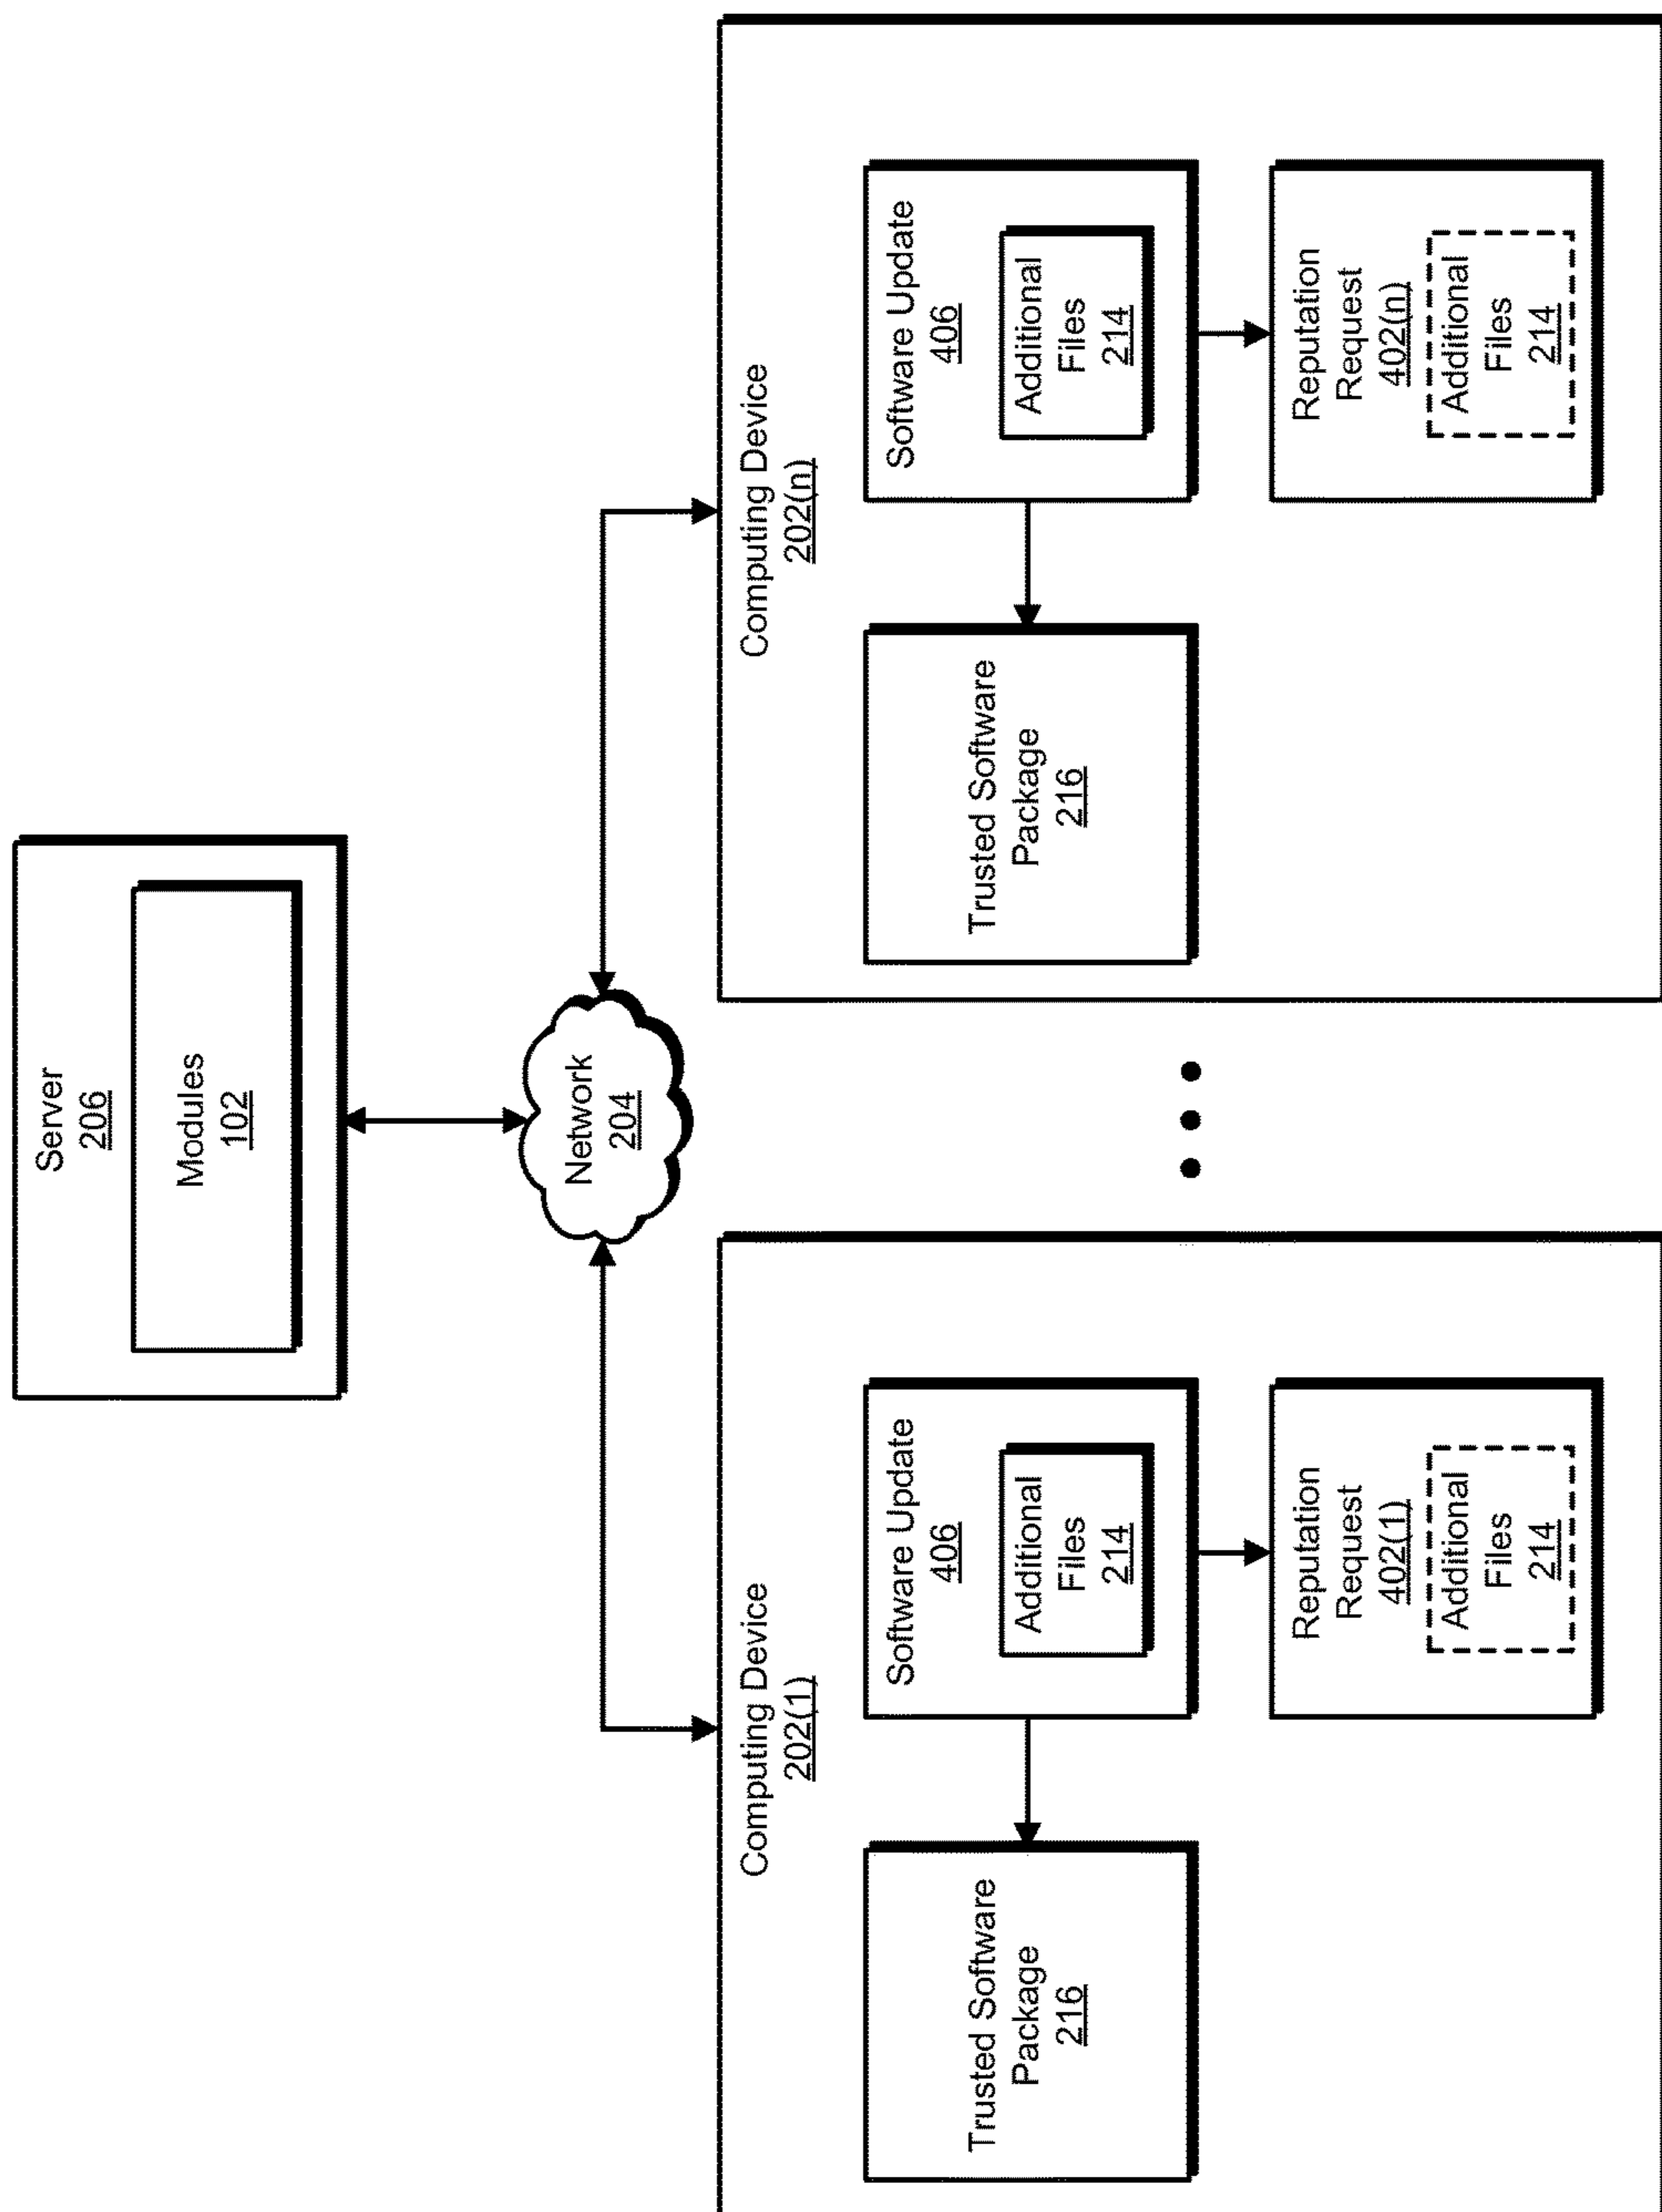 Server
206
Modules
102
Network
204
Computing Device
202(1)
Trusted Software
Package
216
Software Update
406
Additional
Files
214
Reputation
Request
402(1)
Additional
Files
214
Computing Device
202(n)
Trusted Software
Package
216
Software Update
406
Additional
Files
214
Reputation
Request
402(n)
Additional
Files
214